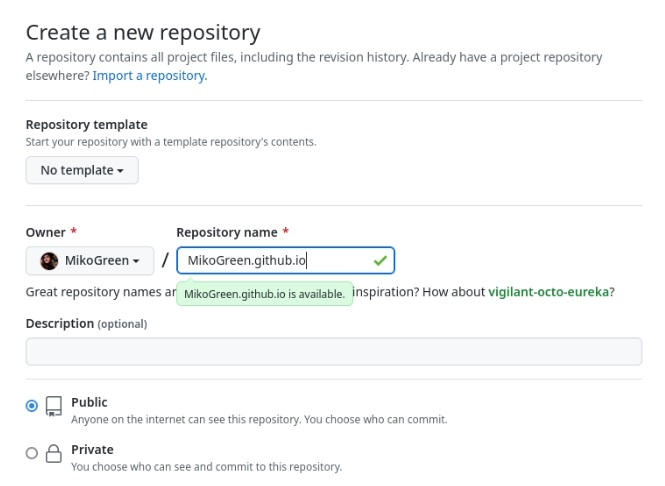 Create a new repository
A repository contains all project files, including the revision history. Already have a project repository
elsewhere? Import a repository.
Repository template
Start your repository with a template repository's contents.
No template
Owner * Repository name *
MikoGreen / MikoGreen.github.io
Great repository names inspiration? How about vigilant-octo-eureka?
MikoGreen.github.io is available.
Description (optional)
Public
Anyone on the internet can see this repository. You choose who can commit.
Private
You choose who can see and commit to this repository.